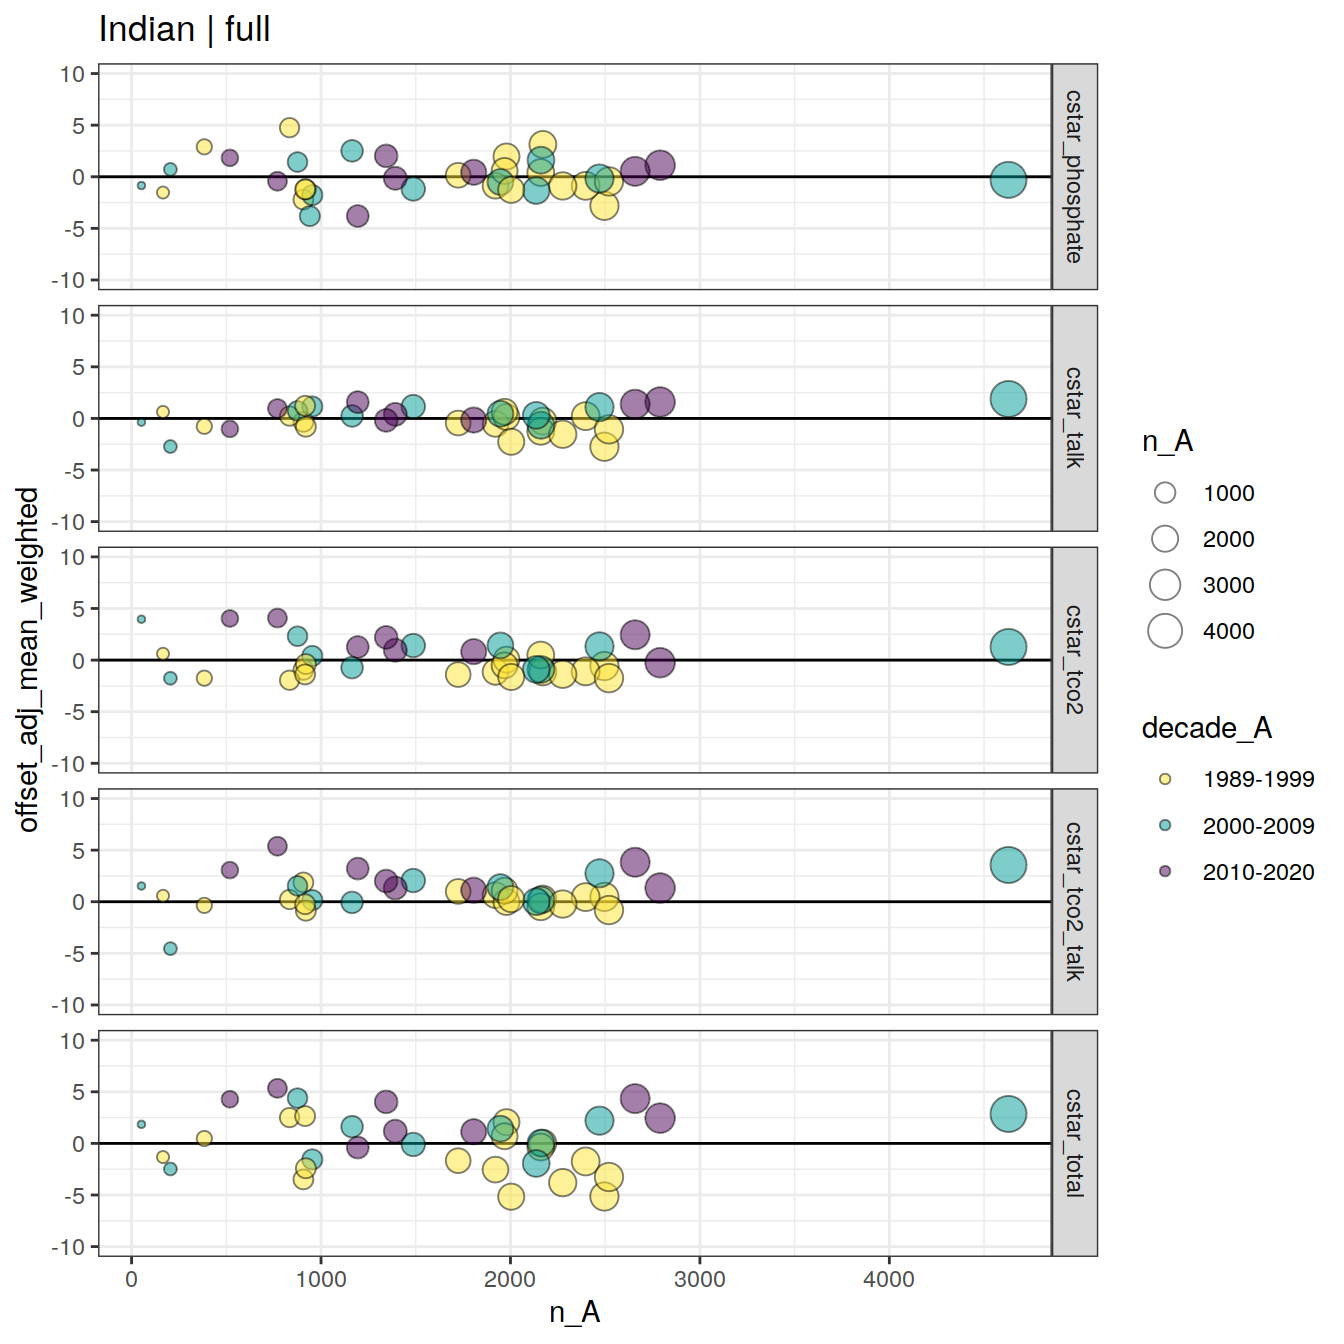 Indian | full
offset_adj_mean_weighted
10
5
0
-5
-10
cstar_phosphate
10
5
0
-5
-10
cstar_talk
10
5
0
-5
-10
cstar_tco2
10
5
0
-5
-10
cstar_tco2_talk
10
5
0
-5
-10
cstar_total
0 1000 2000 3000 4000
n_A
n_A
1000
2000
3000
4000
decade_A
1989-1999
2000-2009
2010-2020